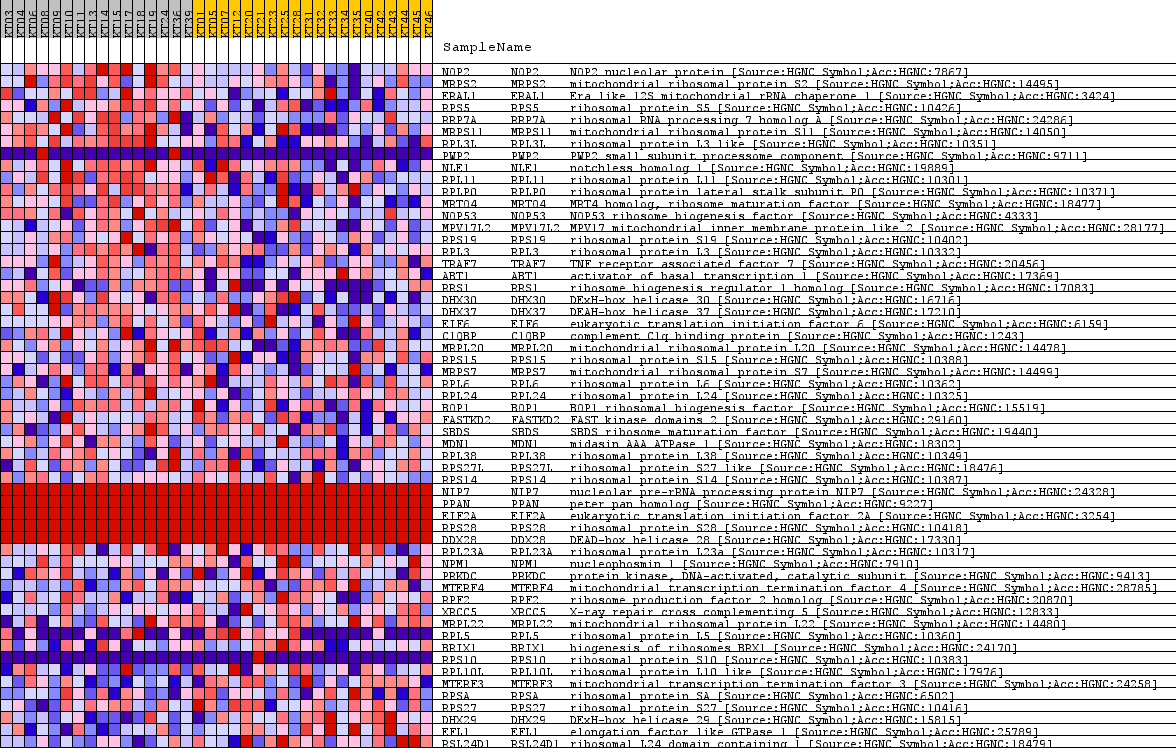 KT03 KT04 KT06 KT08 KT09 KT10 KT11 KT13 KT14 KT15 KT17 KT18 KT19 KT24 KT36 KT39 KT01 KT05 KT07 KT12 KT20 KT21 KT23 KT25 KT28 KT31 KT32 KT33 KT34 KT35 KT40 KT42 KT43 KT44 KT45 KT46
SampleName
NOP2 NOP2 NOP2 nucleolar protein [Source:HGNC Symbol;Acc:HGNC:7867]
MRPS2 MRPS2 mitochondrial ribosomal protein S2 [Source:HGNC Symbol;Acc:HGNC:14495]
ERAL1 ERAL1 Era like 12S mitochondrial rRNA chaperone 1 [Source:HGNC Symbol;Acc:HGNC:3424]
RPS5 RPS5 ribosomal protein S5 [Source:HGNC Symbol;Acc:HGNC:10426]
RRP7A RRP7A ribosomal RNA processing 7 homolog A [Source:HGNC Symbol;Acc:HGNC:24286]
MRPS11 MRPS11 mitochondrial ribosomal protein S11 [Source:HGNC Symbol;Acc:HGNC:14050]
RPL3L RPL3L ribosomal protein L3 like [Source:HGNC Symbol;Acc:HGNC:10351]
PWP2 PWP2 PWP2 small subunit processome component [Source:HGNC Symbol;Acc:HGNC:9711]
NLE1 NLE1 notchless homolog 1 [Source:HGNC Symbol;Acc:HGNC:19889]
RPL11 RPL11 ribosomal protein L11 [Source:HGNC Symbol;Acc:HGNC:10301]
RPLP0 RPLP0 ribosomal protein lateral stalk subunit P0 [Source:HGNC Symbol;Acc:HGNC:10371]
MRTO4 MRTO4 MRT4 homolog, ribosome maturation factor [Source:HGNC Symbol;Acc:HGNC:18477]
NOP53 NOP53 NOP53 ribosome biogenesis factor [Source:HGNC Symbol;Acc:HGNC:4333]
MPV17L2 MPV17L2 MPV17 mitochondrial inner membrane protein like 2 [Source:HGNC Symbol;Acc:HGNC:28177]
RPS19 RPS19 ribosomal protein S19 [Source:HGNC Symbol;Acc:HGNC:10402]
RPL3 RPL3 ribosomal protein L3 [Source:HGNC Symbol;Acc:HGNC:10332]
TRAF7 TRAF7 TNF receptor associated factor 7 [Source:HGNC Symbol;Acc:HGNC:20456]
ABT1 ABT1 activator of basal transcription 1 [Source:HGNC Symbol;Acc:HGNC:17369]
RRS1 RRS1 ribosome biogenesis regulator 1 homolog [Source:HGNC Symbol;Acc:HGNC:17083]
DHX30 DHX30 DExH-box helicase 30 [Source:HGNC Symbol;Acc:HGNC:16716]
DHX37 DHX37 DEAH-box helicase 37 [Source:HGNC Symbol;Acc:HGNC:17210]
EIF6 EIF6 eukaryotic translation initiation factor 6 [Source:HGNC Symbol;Acc:HGNC:6159]
C1QBP C1QBP complement C1q binding protein [Source:HGNC Symbol;Acc:HGNC:1243]
MRPL20 MRPL20 mitochondrial ribosomal protein L20 [Source:HGNC Symbol;Acc:HGNC:14478]
RPS15 RPS15 ribosomal protein S15 [Source:HGNC Symbol;Acc:HGNC:10388]
MRPS7 MRPS7 mitochondrial ribosomal protein S7 [Source:HGNC Symbol;Acc:HGNC:14499]
RPL6 RPL6 ribosomal protein L6 [Source:HGNC Symbol;Acc:HGNC:10362]
RPL24 RPL24 ribosomal protein L24 [Source:HGNC Symbol;Acc:HGNC:10325]
BOP1 BOP1 BOP1 ribosomal biogenesis factor [Source:HGNC Symbol;Acc:HGNC:15519]
FASTKD2 FASTKD2 FAST kinase domains 2 [Source:HGNC Symbol;Acc:HGNC:29160]
SBDS SBDS SBDS ribosome maturation factor [Source:HGNC Symbol;Acc:HGNC:19440]
MDN1 MDN1 midasin AAA ATPase 1 [Source:HGNC Symbol;Acc:HGNC:18302]
RPL38 RPL38 ribosomal protein L38 [Source:HGNC Symbol;Acc:HGNC:10349]
RPS27L RPS27L ribosomal protein S27 like [Source:HGNC Symbol;Acc:HGNC:18476]
RPS14 RPS14 ribosomal protein S14 [Source:HGNC Symbol;Acc:HGNC:10387]
NIP7 NIP7 nucleolar pre-rRNA processing protein NIP7 [Source:HGNC Symbol;Acc:HGNC:24328]
PPAN PPAN peter pan homolog [Source:HGNC Symbol;Acc:HGNC:9227]
EIF2A EIF2A eukaryotic translation initiation factor 2A [Source:HGNC Symbol;Acc:HGNC:3254]
RPS28 RPS28 ribosomal protein S28 [Source:HGNC Symbol;Acc:HGNC:10418]
DDX28 DDX28 DEAD-box helicase 28 [Source:HGNC Symbol;Acc:HGNC:17330]
RPL23A RPL23A ribosomal protein L23a [Source:HGNC Symbol;Acc:HGNC:10317]
NPM1 NPM1 nucleophosmin 1 [Source:HGNC Symbol;Acc:HGNC:7910]
PRKDC PRKDC protein kinase, DNA-activated, catalytic subunit [Source:HGNC Symbol;Acc:HGNC:9413]
MTERF4 MTERF4 mitochondrial transcription termination factor 4 [Source:HGNC Symbol;Acc:HGNC:28785]
RPF2 RPF2 ribosome production factor 2 homolog [Source:HGNC Symbol;Acc:HGNC:20870]
XRCC5 XRCC5 X-ray repair cross complementing 5 [Source:HGNC Symbol;Acc:HGNC:12833]
MRPL22 MRPL22 mitochondrial ribosomal protein L22 [Source:HGNC Symbol;Acc:HGNC:14480]
RPL5 RPL5 ribosomal protein L5 [Source:HGNC Symbol;Acc:HGNC:10360]
BRIX1 BRIX1 biogenesis of ribosomes BRX1 [Source:HGNC Symbol;Acc:HGNC:24170]
RPS10 RPS10 ribosomal protein S10 [Source:HGNC Symbol;Acc:HGNC:10383]
RPL10L RPL10L ribosomal protein L10 like [Source:HGNC Symbol;Acc:HGNC:17976]
MTERF3 MTERF3 mitochondrial transcription termination factor 3 [Source:HGNC Symbol;Acc:HGNC:24258]
RPSA RPSA ribosomal protein SA [Source:HGNC Symbol;Acc:HGNC:6502]
RPS27 RPS27 ribosomal protein S27 [Source:HGNC Symbol;Acc:HGNC:10416]
DHX29 DHX29 DExH-box helicase 29 [Source:HGNC Symbol;Acc:HGNC:15815]
EFL1 EFL1 elongation factor like GTPase 1 [Source:HGNC Symbol;Acc:HGNC:25789]
RSL24D1 RSL24D1 ribosomal L24 domain containing 1 [Source:HGNC Symbol;Acc:HGNC:18479]